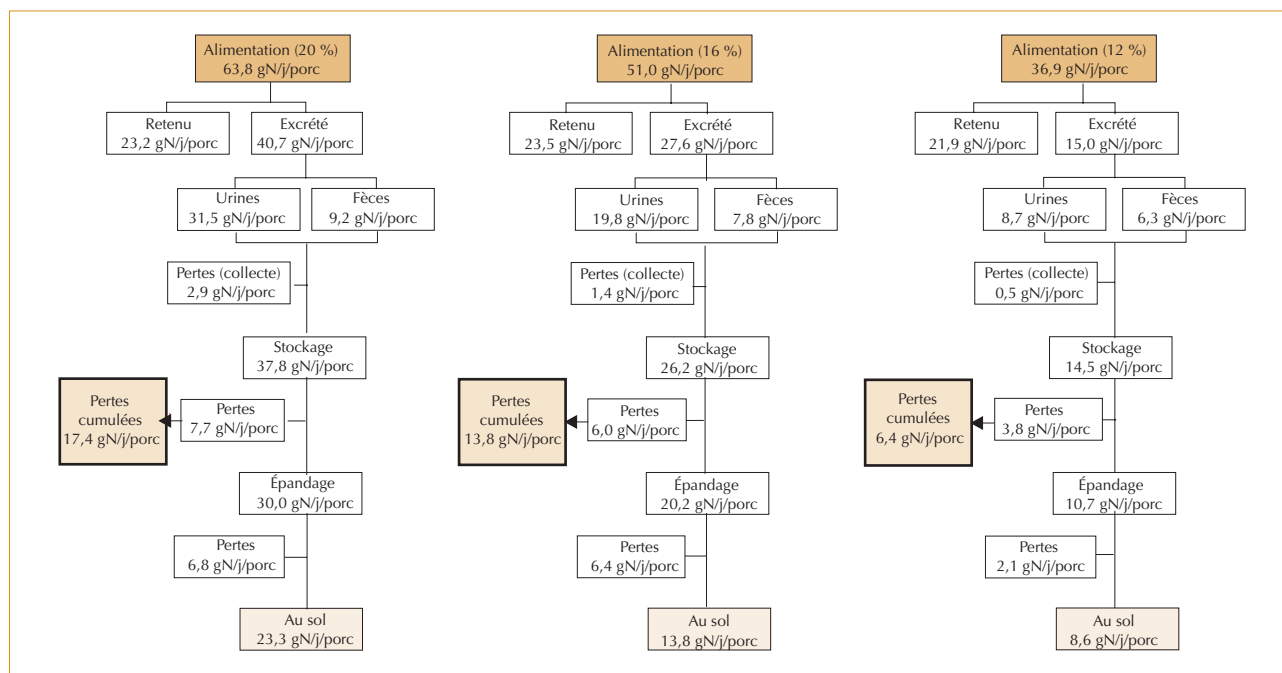 Alimentation (20 %)
63,8 gN/j/porc
Retenu
23,2 gN/j/porc
Excrété
40,7 gN/j/porc
Urines
31,5 gN/j/porc
Fèces
9,2 gN/j/porc
Pertes (collecte)
2,9 gN/j/porc
Stockage
37,8 gN/j/porc
Pertes
cumulées
17,4 gN/j/porc
Pertes
7,7 gN/j/porc
Épandage
30,0 gN/j/porc
Pertes
6,8 gN/j/porc
Au sol
23,3 gN/j/porc
Alimentation (16 %)
51,0 gN/j/porc
Retenu
23,5 gN/j/porc
Excrété
27,6 gN/j/porc
Urines
19,8 gN/j/porc
Fèces
7,8 gN/j/porc
Pertes (collecte)
1,4 gN/j/porc
Stockage
26,2 gN/j/porc
Pertes
cumulées
13,8 gN/j/porc
Pertes
6,0 gN/j/porc
Épandage
20,2 gN/j/porc
Pertes
6,4 gN/j/porc
Au sol
13,8 gN/j/porc
Alimentation (12 %)
36,9 gN/j/porc
Retenu
21,9 gN/j/porc
Excrété
15,0 gN/j/porc
Urines
8,7 gN/j/porc
Fèces
6,3 gN/j/porc
Pertes (collecte)
0,5 gN/j/porc
Stockage
14,5 gN/j/porc
Pertes
cumulées
6,4 gN/j/porc
Pertes
3,8 gN/j/porc
Épandage
10,7 gN/j/porc
Pertes
2,1 gN/j/porc
Au sol
8,6 gN/j/porc